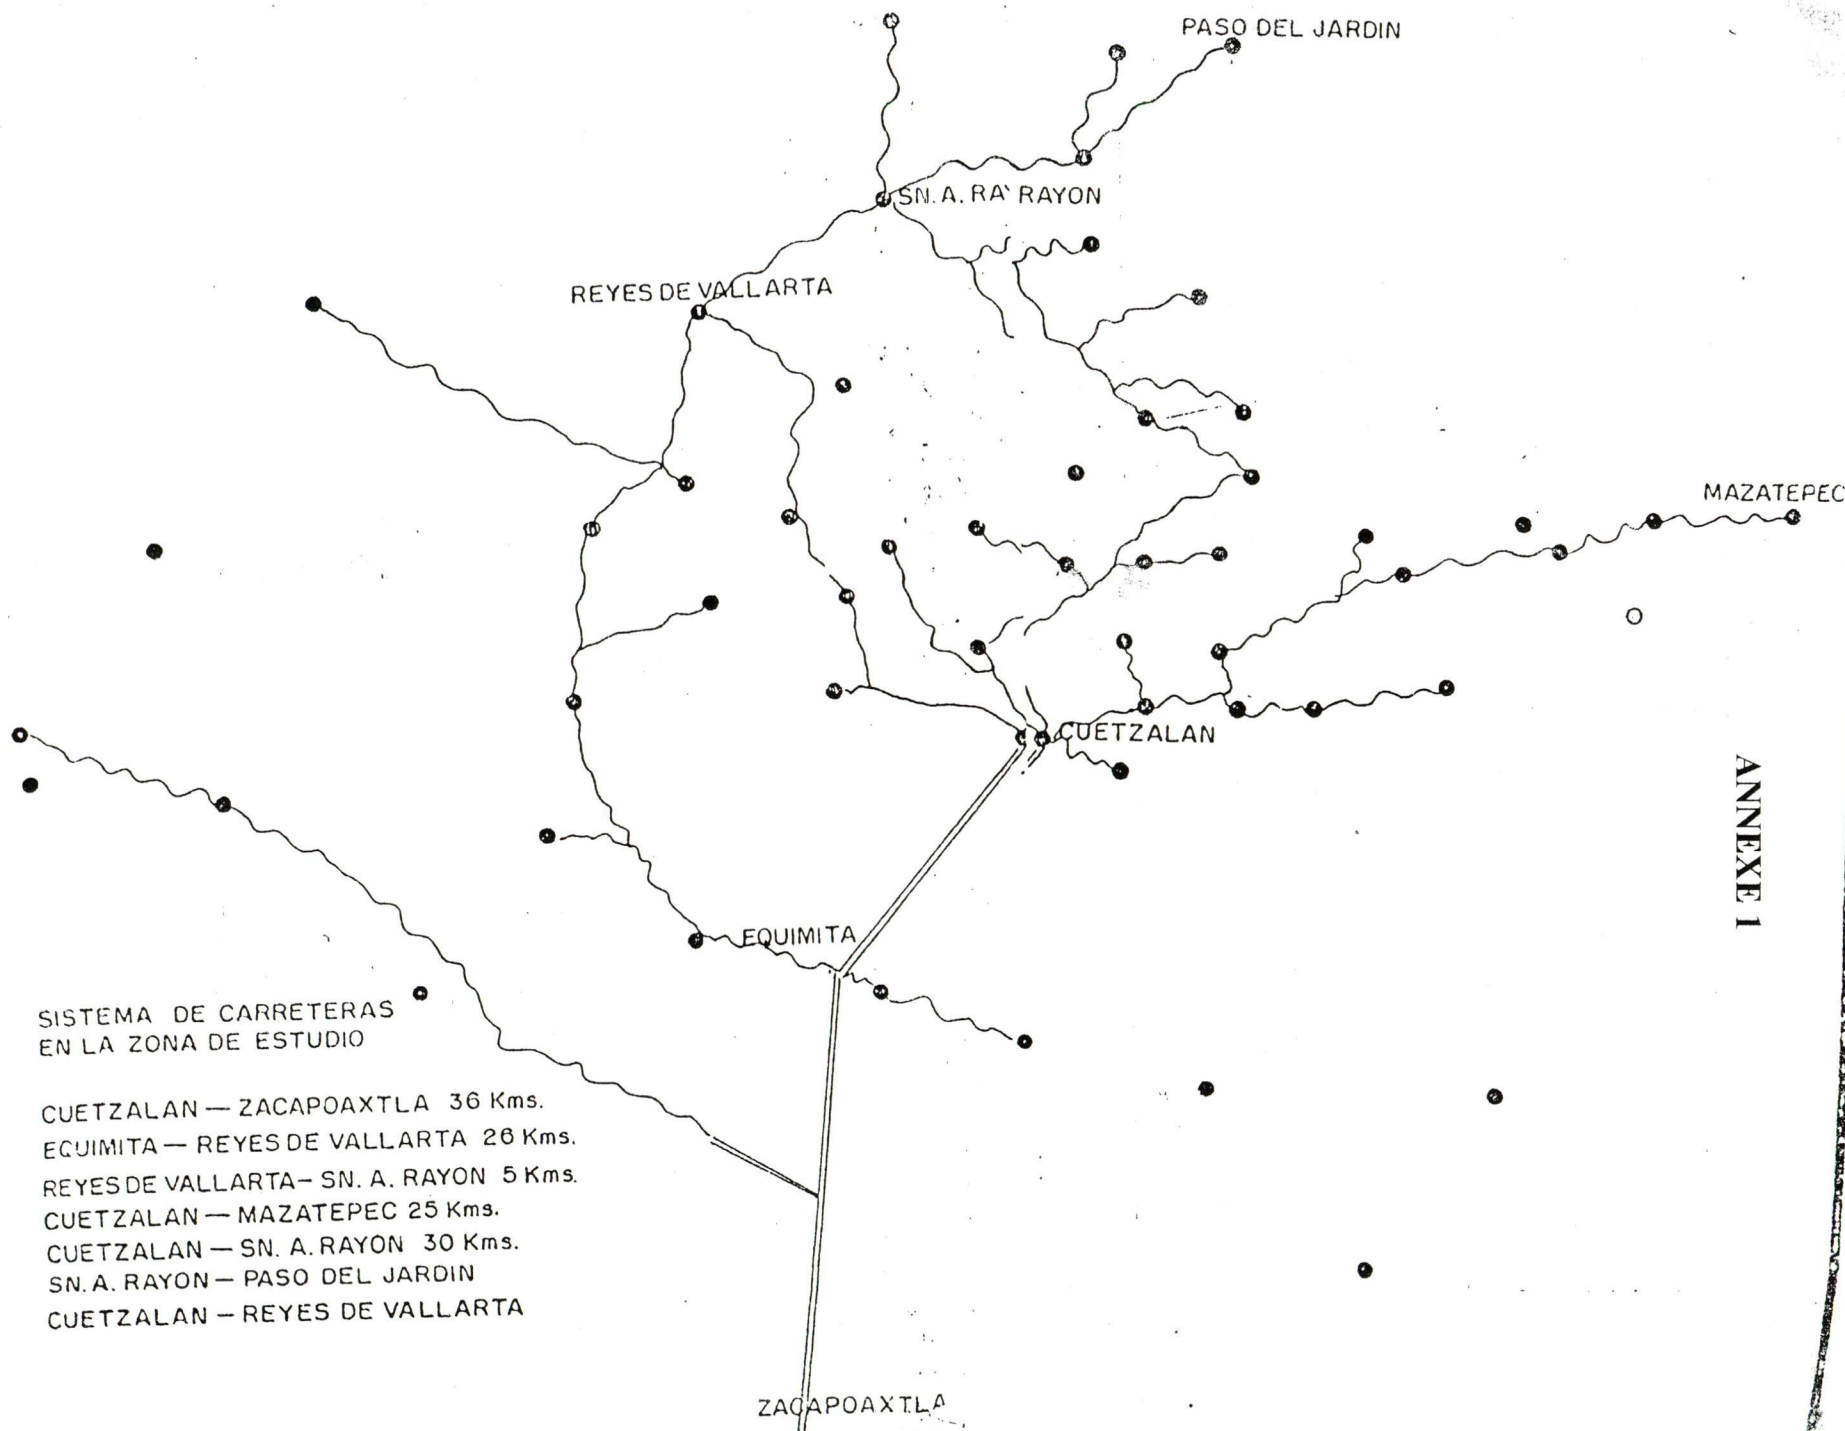 PASO DEL JARDIN
SN. A. RA` RAYON
REYES DE VALLARTA
MAZATEPEC
CUETZALAN
ANNEXE 1
EQUIMITA
SISTEMA DE CARRETERAS
EN LA ZONA DE ESTUDIO
CUETZALAN — ZACAPOAXTLA 36 Kms.
EQUIMITA — REYES DE VALLARTA 26 Kms.
REYES DE VALLARTA — SN. A. RAYON 5 Kms.
CUETZALAN — MAZATEPEC 25 Kms.
CUETZALAN — SN. A. RAYON 30 Kms.
SN. A. RAYON — PASO DEL JARDIN
CUETZALAN — REYES DE VALLARTA
ZACAPOAXTLA